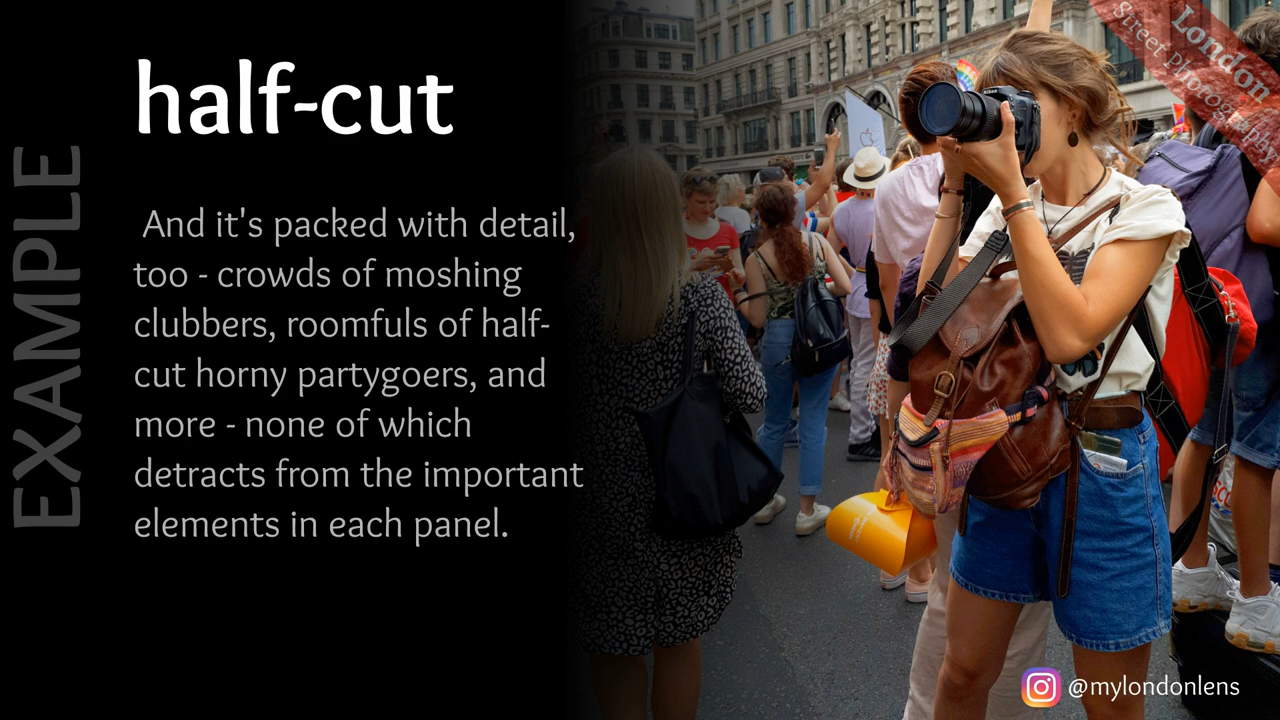 half-cut
EXAMPLE
And it's packed with detail,
too - crowds of moshing
clubbers, roomfuls of half-
cut horny partygoers, and
more - none of which
detracts from the important
elements in each panel.
London
Street Photography
Nikon
@mylondonlens